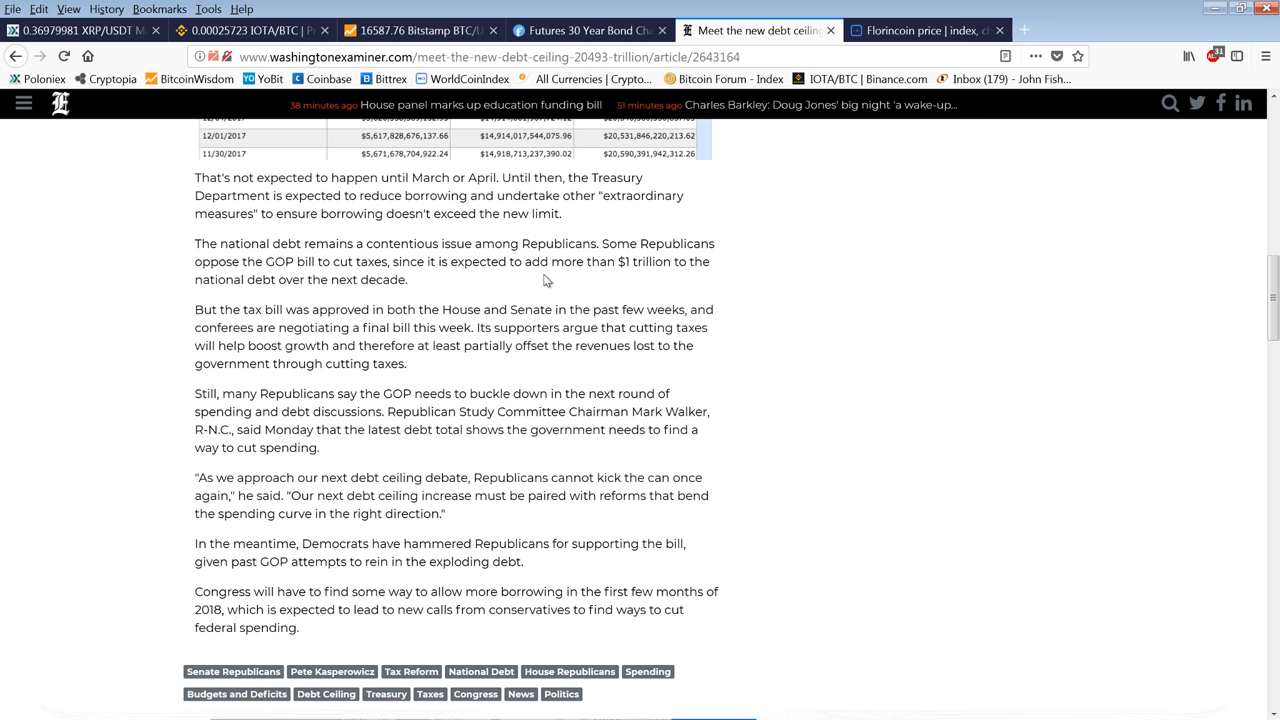 File Edit View History Bookmarks Tools Help
0.36979981 XRP/USDT M
0.00025723 IOTA/BTC | P
16587.76 Bitstamp BTC/U
Futures 30 Year Bond Cha
Meet the new debt ceiling
Florincoin price | index, ch
www.washingtonexaminer.com/meet-the-new-debt-ceiling-20493-trillion/article/2643164
31
Poloniex Cryptopia BitcoinWisdom YoBit Coinbase Bittrex WorldCoinIndex All Currencies | Crypto... Bitcoin Forum - Index IOTA/BTC | Binance.com Inbox (179) - John Fish...
E 38 minutes ago House panel marks up education funding bill 51 minutes ago Charles Barkley: Doug Jones' big night 'a wake-up...
12/01/2017 $5,617,828,676,137.66 $14,914,017,544,075.96 $20,531,846,220,213.62
11/30/2017 $5,671,678,704,922.24 $14,918,713,237,390.02 $20,590,391,942,312.26
That's not expected to happen until March or April. Until then, the Treasury
Department is expected to reduce borrowing and undertake other "extraordinary
measures" to ensure borrowing doesn't exceed the new limit.
The national debt remains a contentious issue among Republicans. Some Republicans
oppose the GOP bill to cut taxes, since it is expected to add more than $1 trillion to the
national debt over the next decade.
But the tax bill was approved in both the House and Senate in the past few weeks, and
conferees are negotiating a final bill this week. Its supporters argue that cutting taxes
will help boost growth and therefore at least partially offset the revenues lost to the
government through cutting taxes.
Still, many Republicans say the GOP needs to buckle down in the next round of
spending and debt discussions. Republican Study Committee Chairman Mark Walker,
R-N.C., said Monday that the latest debt total shows the government needs to find a
way to cut spending.
"As we approach our next debt ceiling debate, Republicans cannot kick the can once
again," he said. "Our next debt ceiling increase must be paired with reforms that bend
the spending curve in the right direction."
In the meantime, Democrats have hammered Republicans for supporting the bill,
given past GOP attempts to rein in the exploding debt.
Congress will have to find some way to allow more borrowing in the first few months of
2018, which is expected to lead to new calls from conservatives to find ways to cut
federal spending.
Senate Republicans Pete Kasperowicz Tax Reform National Debt House Republicans Spending
Budgets and Deficits Debt Ceiling Treasury Taxes Congress News Politics